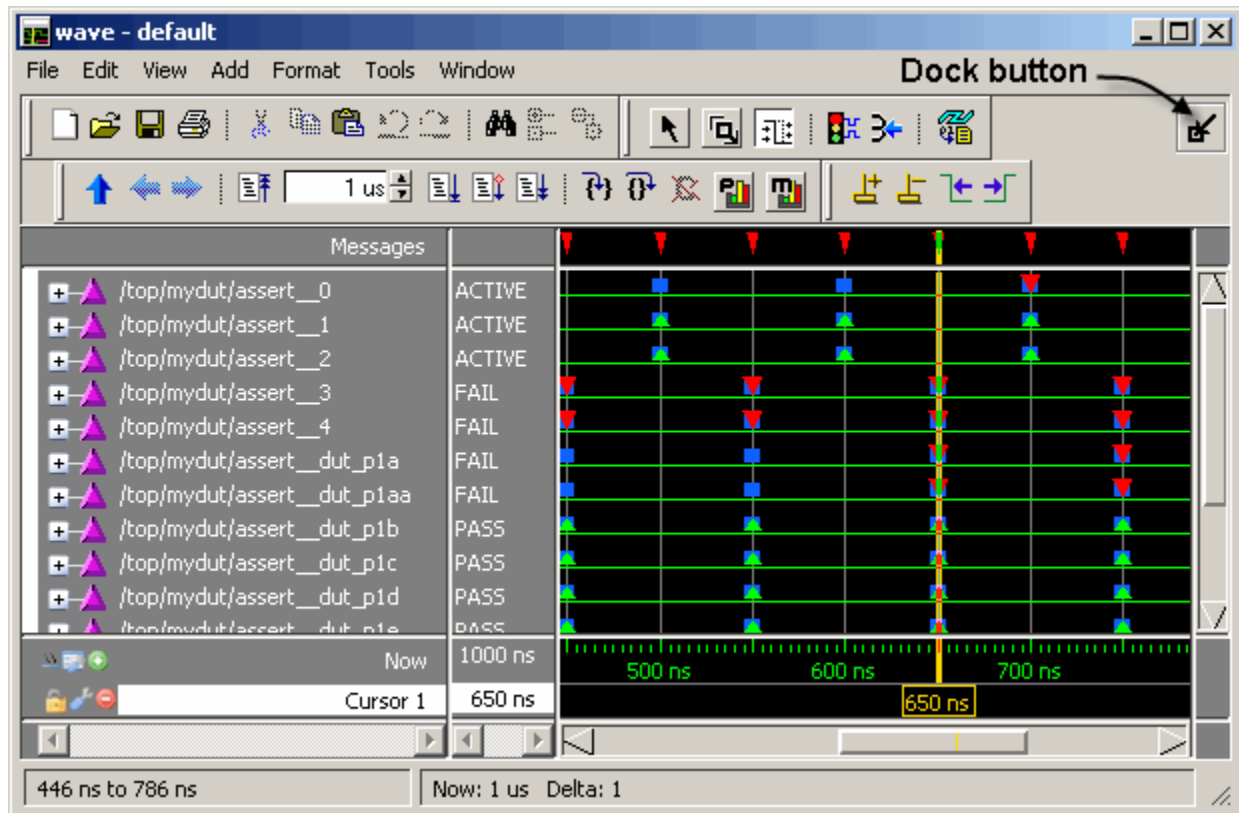 wave - default
File Edit View Add Format Tools Window
Dock button
1 us
Messages
/top/mydut/assert__0 ACTIVE
/top/mydut/assert__1 ACTIVE
/top/mydut/assert__2 ACTIVE
/top/mydut/assert__3 FAIL
/top/mydut/assert__4 FAIL
/top/mydut/assert__dut_p1a FAIL
/top/mydut/assert__dut_p1aa FAIL
/top/mydut/assert__dut_p1b PASS
/top/mydut/assert__dut_p1c PASS
/top/mydut/assert__dut_p1d PASS
/top/mydut/assert__dut_p1e PASS
Now 1000 ns
500 ns 600 ns 700 ns
Cursor 1 650 ns
650 ns
446 ns to 786 ns
Now: 1 us Delta: 1